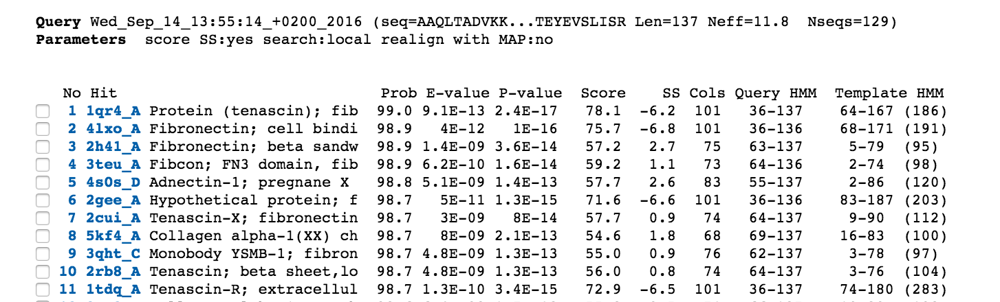 Query Wed_Sep_14_13:55:14_+0200_2016 (seq=AAQLTADVKK...TEYEVSLISR Len=137 Neff=11.8 Nseqs=129)
Parameters score SS:yes search:local realign with MAP:no
No Hit Prob E-value P-value Score SS Cols Query HMM Template HMM
1 1qr4_A Protein (tenascin); fib 99.0 9.1E-13 2.4E-17 78.1 -6.2 101 36-137 64-167 (186)
2 4lxo_A Fibronectin; cell bindi 98.9 4E-12 1E-16 75.7 -6.8 101 36-136 68-171 (191)
3 2h41_A Fibronectin; beta sandw 98.9 1.4E-09 3.6E-14 57.2 2.7 75 63-137 5-79 (95)
4 3teu_A Fibcon; FN3 domain, fib 98.9 6.2E-10 1.6E-14 59.2 1.1 73 64-136 2-74 (98)
5 4s0s_D Adnectin-1; pregnane X 98.8 5.1E-09 1.4E-13 57.7 2.6 83 55-137 2-86 (120)
6 2gee_A Hypothetical protein; f 98.7 5E-11 1.3E-15 71.6 -6.6 101 36-136 83-187 (203)
7 2cui_A Tenascin-X; fibronectin 98.7 3E-09 8E-14 57.7 0.9 74 64-137 9-90 (112)
8 5kf4_A Collagen alpha-1(XX) ch 98.7 8E-09 2.1E-13 54.6 1.8 68 69-137 16-83 (100)
9 3qht_C Monobody YSMB-1; fibron 98.7 4.8E-09 1.3E-13 55.0 0.9 76 62-137 3-78 (97)
10 2rb8_A Tenascin; beta sheet,lo 98.7 4.8E-09 1.3E-13 56.0 0.8 74 64-137 3-76 (104)
11 1tdq_A Tenascin-R; extracellul 98.7 1.3E-10 3.4E-15 72.9 -6.5 101 36-137 74-180 (283)